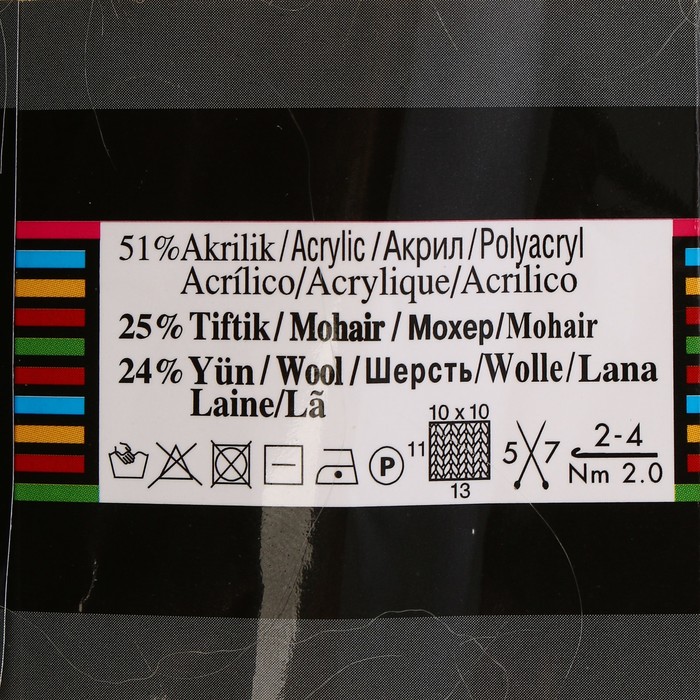 51% Akrilik / Acrylic / Акрил / Polyacryl
Acrílico/Acrylique/Acrilico
25% Tiftik / Mohair / Мохер/Mohair
24% Yün / Wool / Шерсть/Wolle/Lana
Laine/Lã
10 x 10
11
13
P
5 7
2-4
Nm 2.0